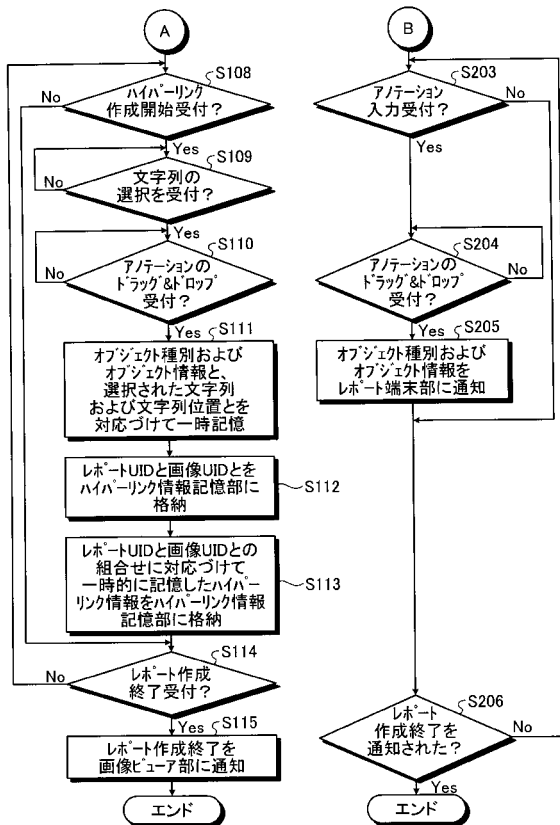 A
S108
ハイパーリンク
作成開始受付？
No
Yes
S109
文字列の
選択を受付？
No
Yes
S110
アノテーションの
ドラッグ&ドロップ
受付？
No
Yes
S111
オブジェクト種別および
オブジェクト情報と、
選択された文字列
および文字列位置とを
対応づけて一時記憶
レポートUIDと画像UIDとを
ハイパーリンク情報記憶部に
格納
S112
レポートUIDと画像UIDとの
組合せに対応づけて
一時的に記憶したハイパー
リンク情報をハイパーリンク情報
記憶部に格納
S113
S114
レポート作成
終了受付？
No
Yes
S115
レポート作成終了を
画像ビューア部に通知
エンド
B
S203
アノテーション
入力受付？
No
Yes
S204
アノテーションの
ドラッグ&ドロップ
受付？
No
Yes
S205
オブジェクト種別および
オブジェクト情報を
レポート端末部に通知
S206
レポート
作成終了を
通知された？
No
Yes
エンド